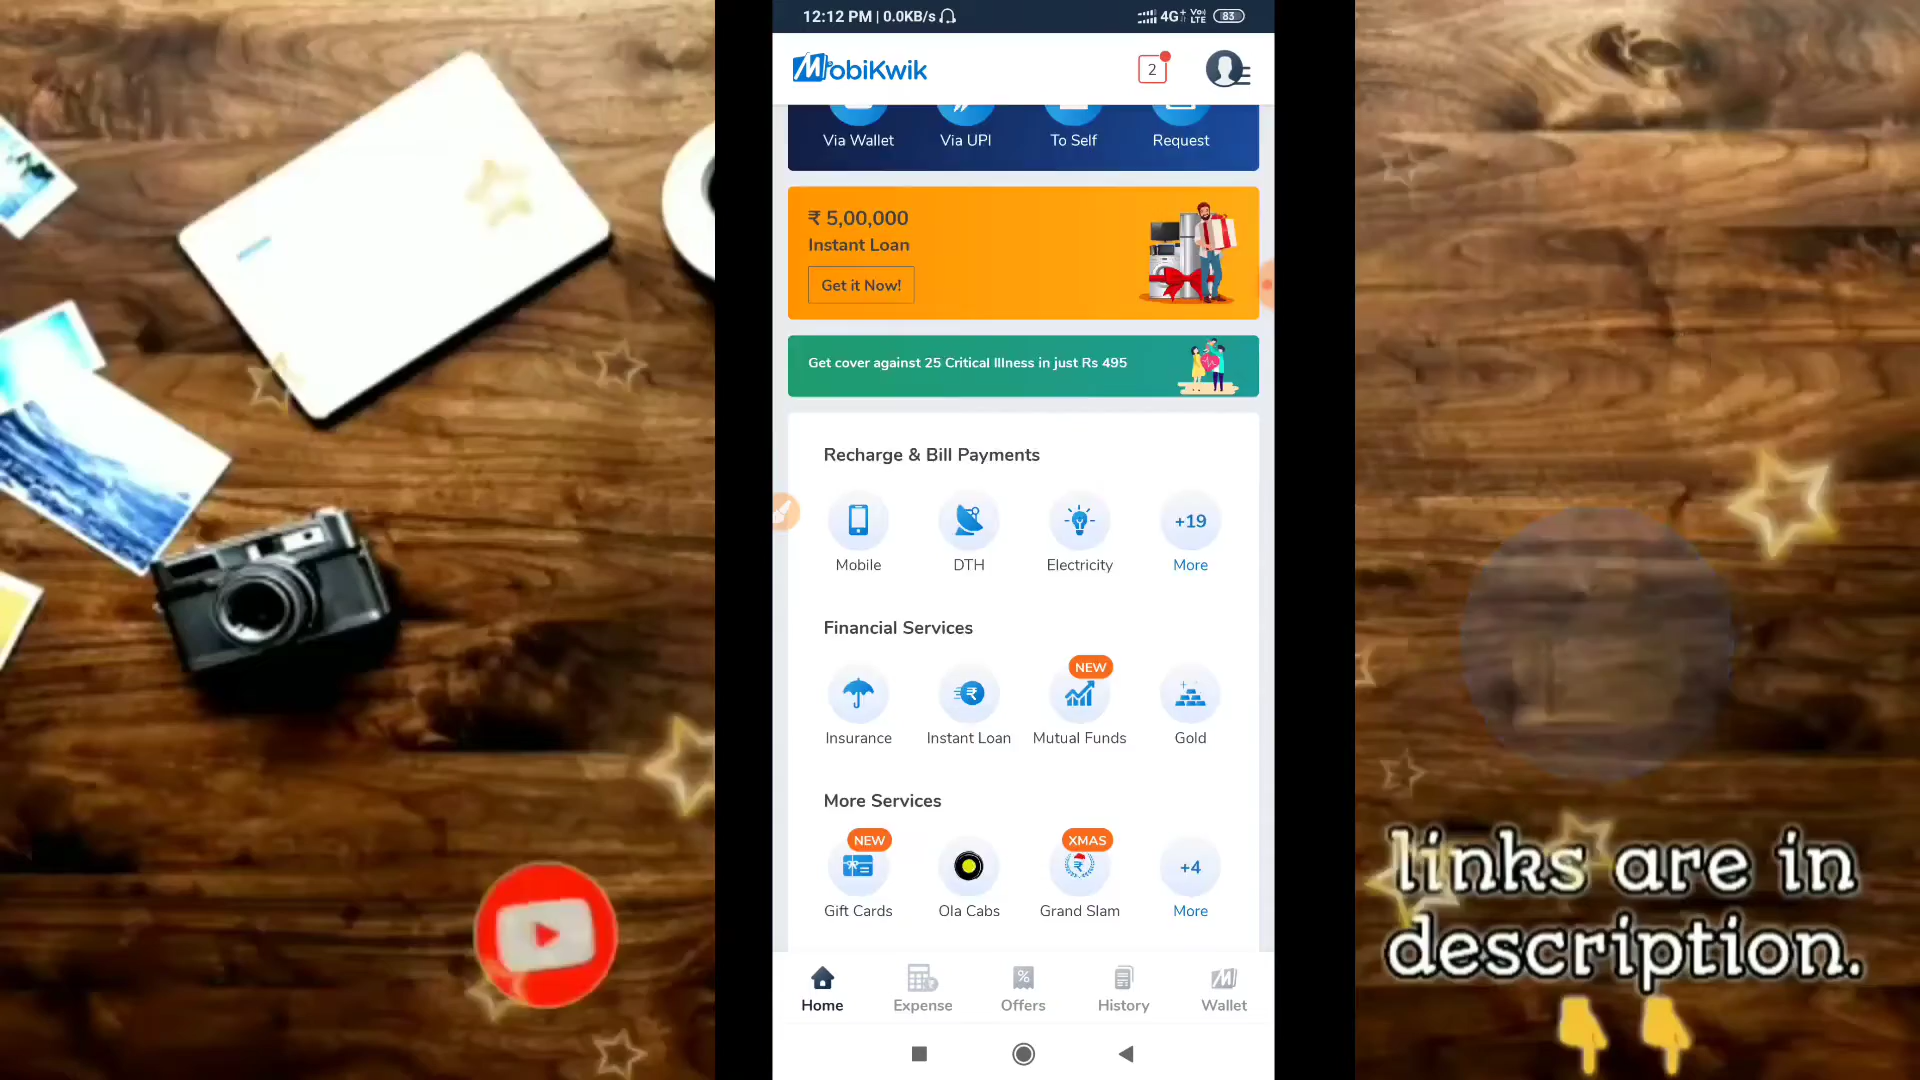 12:12 PM | 0.0KB/s
4G+ Vo) LTE 83
MobiKwik
2
Via Wallet Via UPI To Self Request
₹ 5,00,000
Instant Loan
Get it Now!
Get cover against 25 Critical Illness in just Rs 495
Recharge & Bill Payments
+19
Mobile DTH Electricity More
Financial Services
NEW
Insurance Instant Loan Mutual Funds Gold
More Services
NEW XMAS
+4
Gift Cards Ola Cabs Grand Slam More
Home Expense Offers History Wallet
links are in
description.